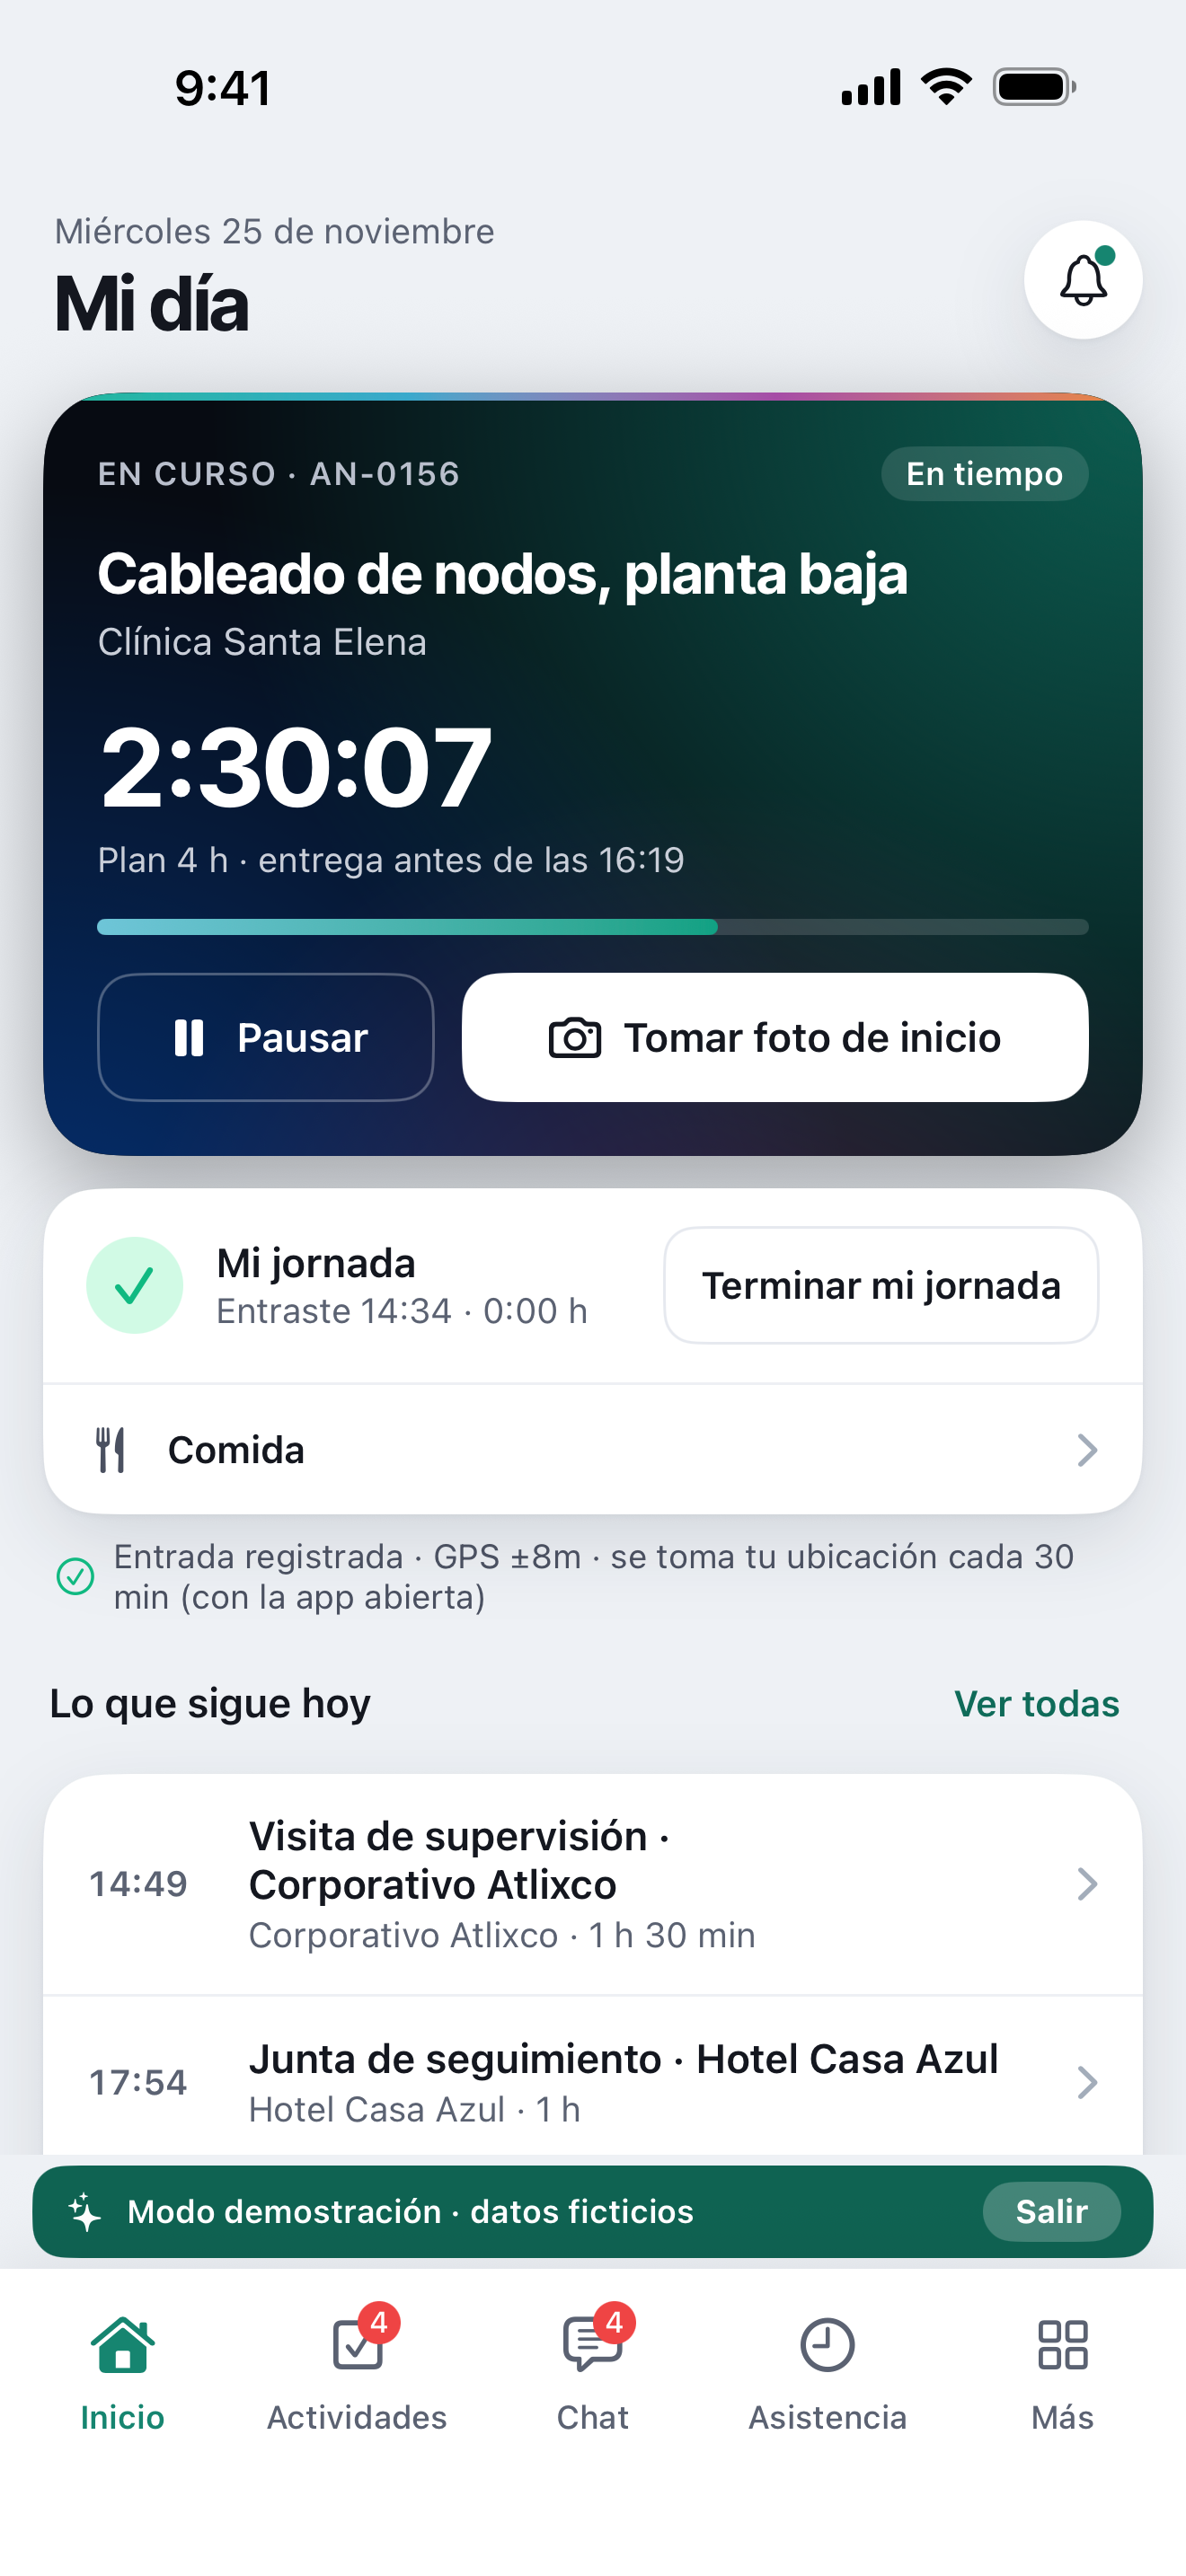 9:41
Miércoles 25 de noviembre
Mi día
EN CURSO · AN-0156
En tiempo
Cableado de nodos, planta baja
Clínica Santa Elena
2:30:07
Plan 4 h · entrega antes de las 16:19
Pausar
Tomar foto de inicio
Mi jornada
Entraste 14:34 · 0:00 h
Terminar mi jornada
Comida
Entrada registrada · GPS ±8m · se toma tu ubicación cada 30
min (con la app abierta)
Lo que sigue hoy
Ver todas
14:49
Visita de supervisión ·
Corporativo Atlixco
Corporativo Atlixco · 1 h 30 min
17:54
Junta de seguimiento · Hotel Casa Azul
Hotel Casa Azul · 1 h
Modo demostración · datos ficticios
Salir
4
4
Inicio
Actividades
Chat
Asistencia
Más